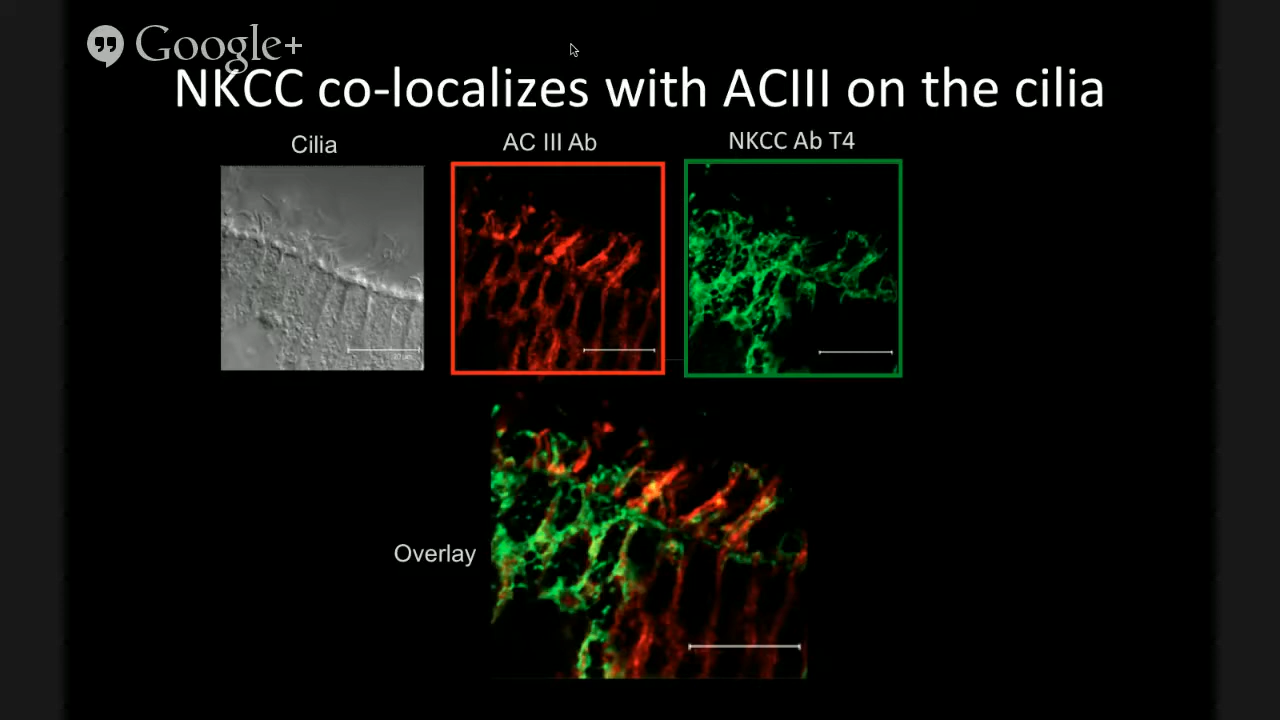 Google+
NKCC co-localizes with ACIII on the cilia
Cilia
AC III Ab
NKCC Ab T4
Overlay